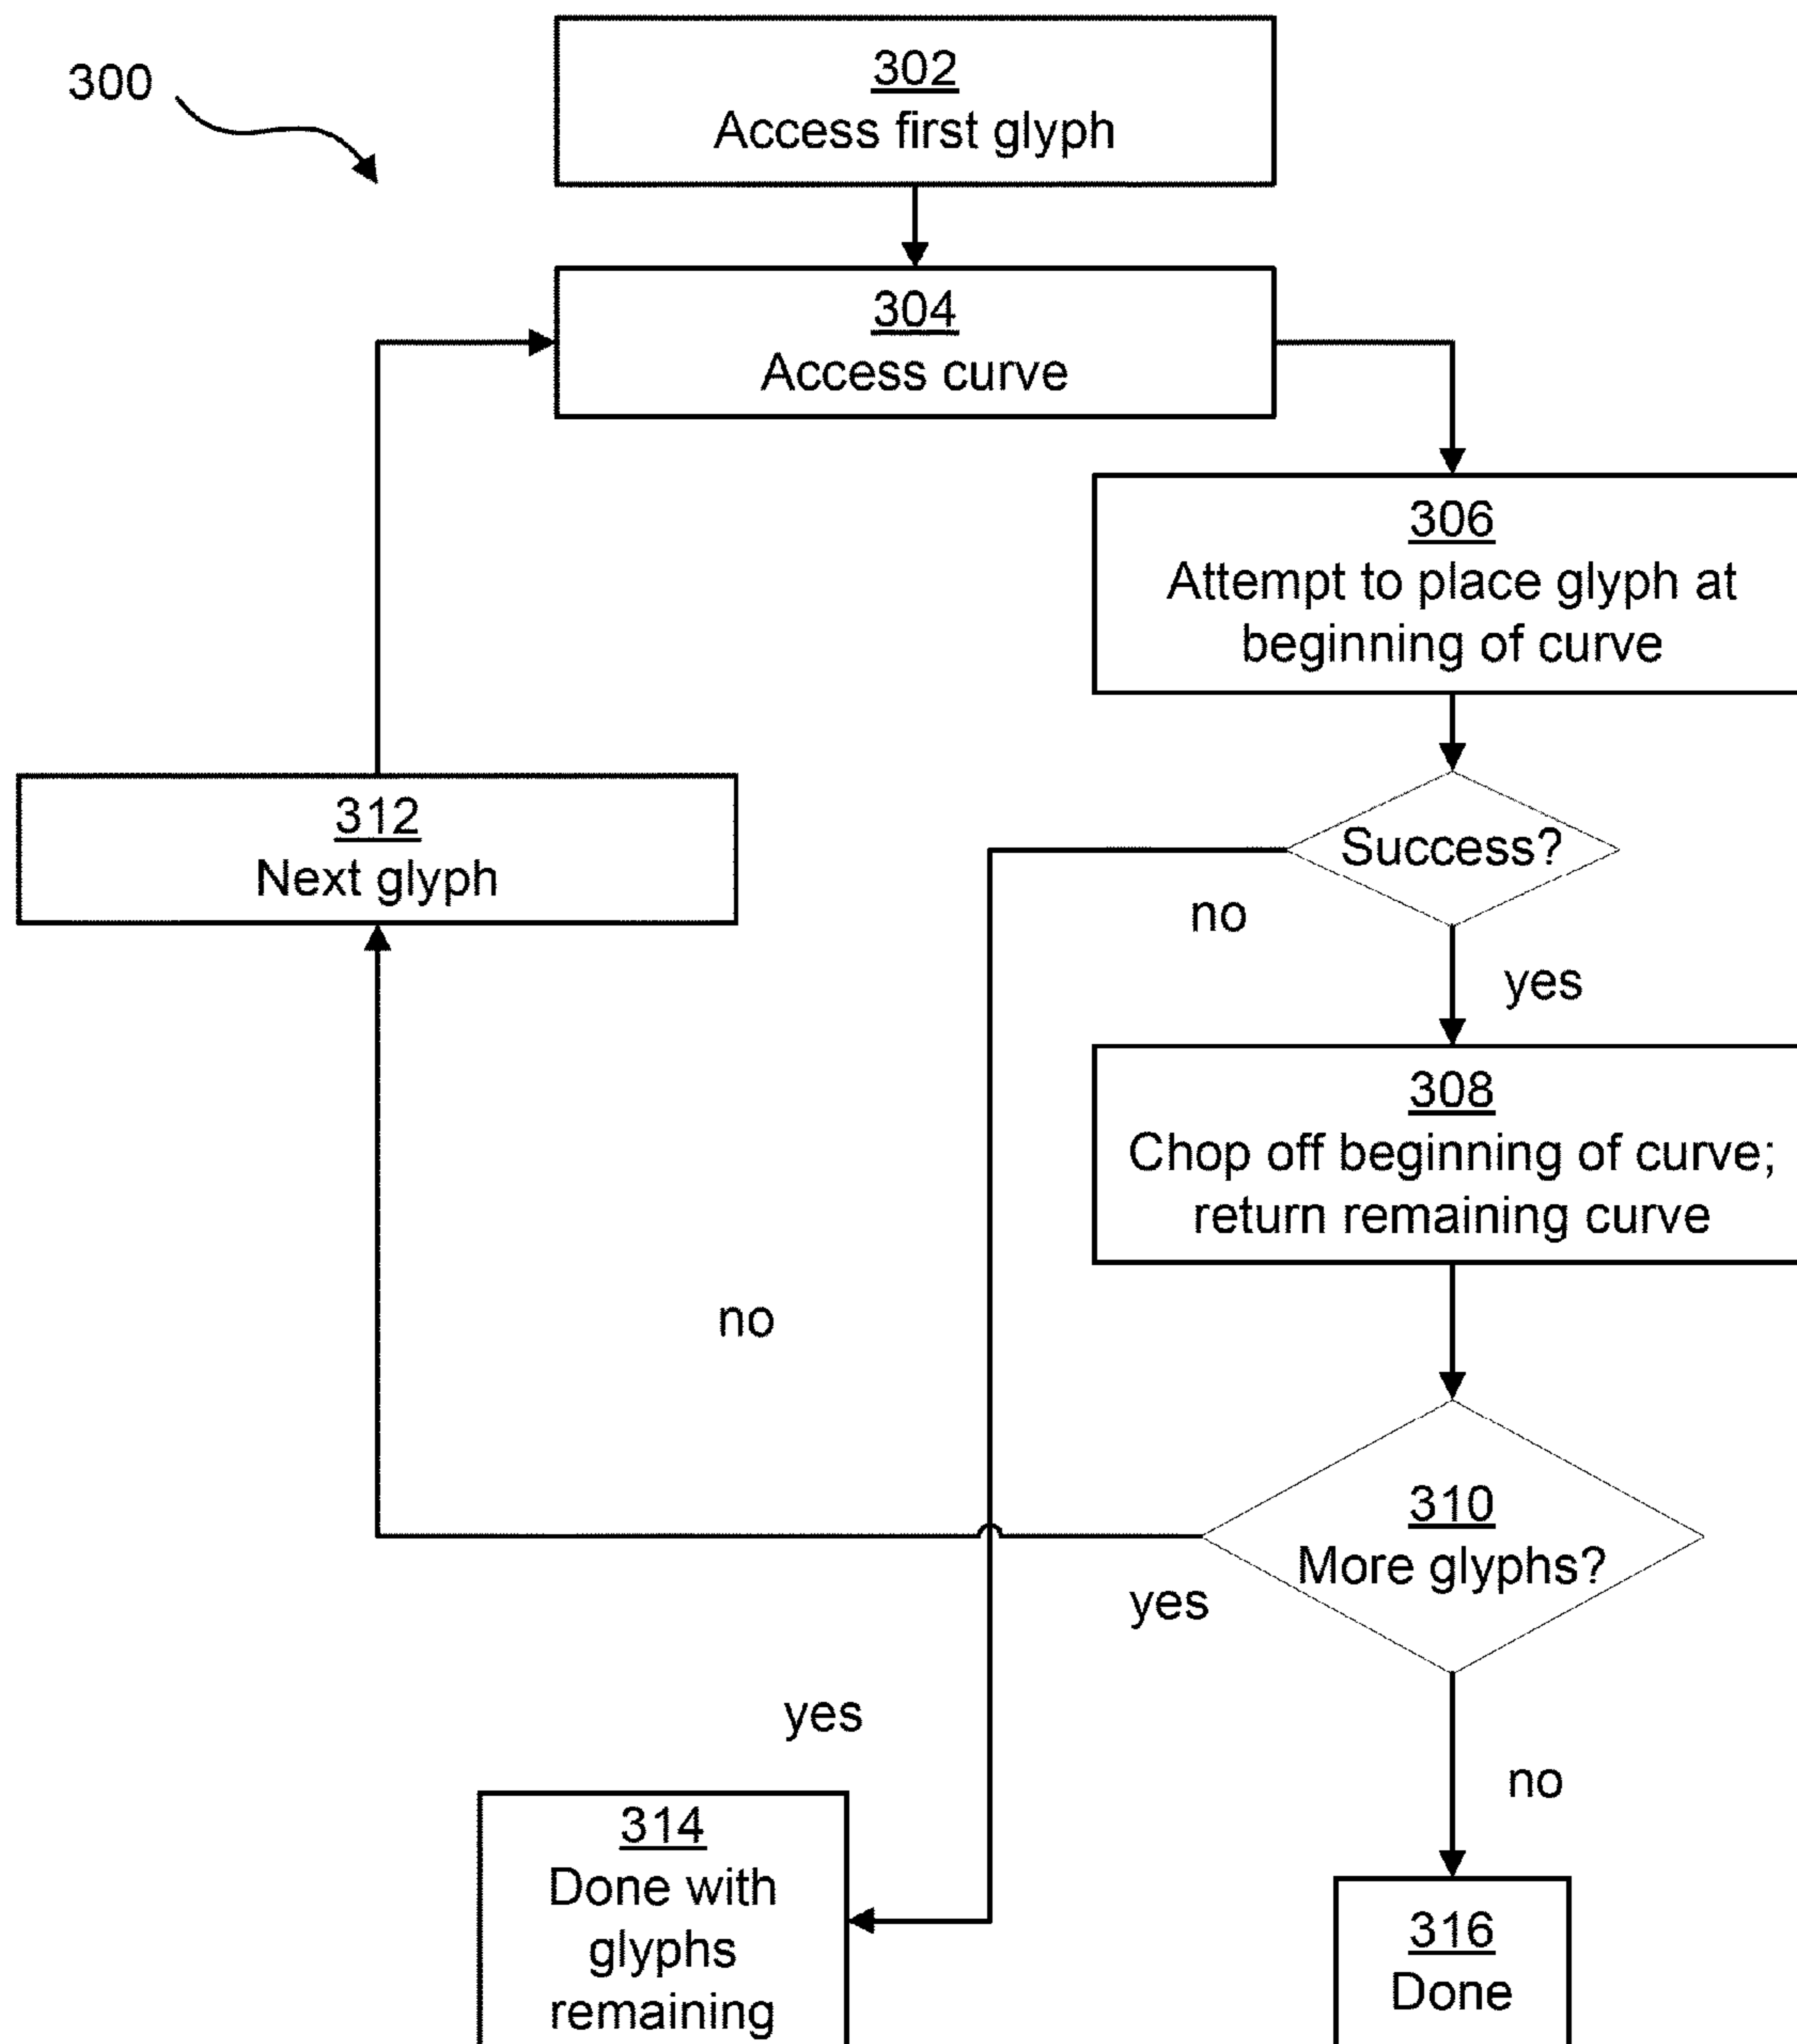 300
302
Access first glyph
304
Access curve
306
Attempt to place glyph at
beginning of curve
312
Next glyph
Success?
no
yes
308
Chop off beginning of curve;
return remaining curve
no
310
More glyphs?
yes
yes
no
314
Done with
glyphs
remaining
316
Done